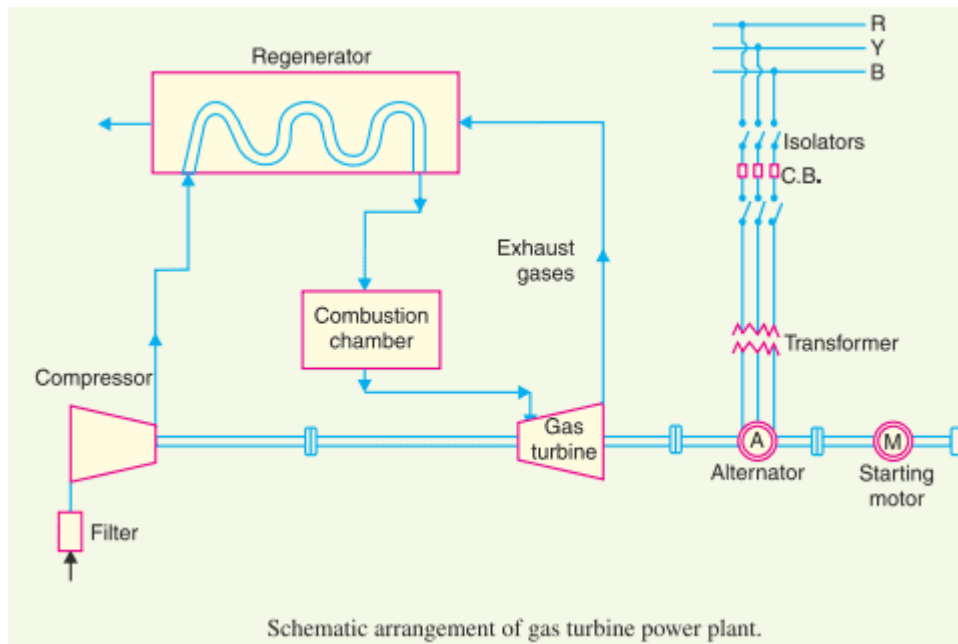 R
Y
B
Regenerator
Isolators
C.B.
Exhaust
gases
Combustion
chamber
Transformer
Compressor
Gas
turbine
A
M
Alternator
Starting
motor
Filter
Schematic arrangement of gas turbine power plant.